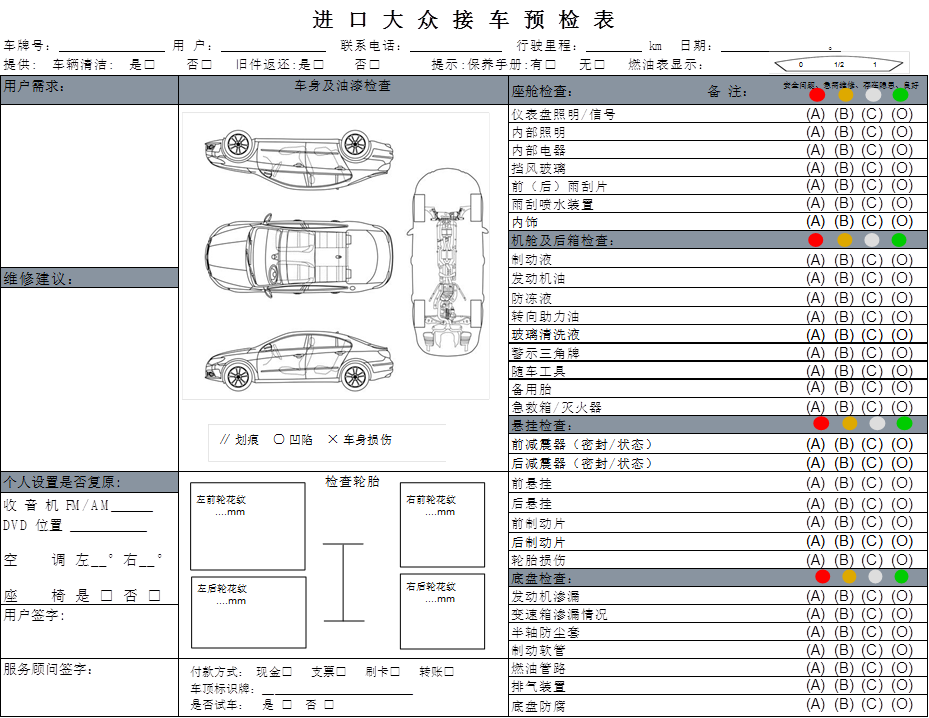 进 口 大 众 接 车 预 检 表
车牌号：________ 用 户：________ 联系电话：________ 行驶里程：______ km 日期：________。
提供： 车辆清洁： 是□ 否□ 旧件返还:是□ 否□ 提示:保养手册:有□ 无□ 燃油表显示： 0 1/2 1
用户需求：
维修建议：
个人设置是否复原:
收 音 机 FM/AM_____
DVD 位置 _________
空 调 左__° 右__°
座 椅 是 □ 否 □
用户签字：
服务顾问签字：
车身及油漆检查
// 划痕 ○ 凹陷 × 车身损伤
检查轮胎
左前轮花纹
....mm
右前轮花纹
....mm
左后轮花纹
....mm
右后轮花纹
....mm
付款方式： 现金□ 支票□ 刷卡□ 转账□
车顶标识牌：________
是否试车： 是 □ 否 □
座舱检查： 备 注： 安全问题、急需维修、存在隐患、良好
仪表盘照明/信号 (A) (B) (C) (O)
内部照明 (A) (B) (C) (O)
内部电器 (A) (B) (C) (O)
挡风玻璃 (A) (B) (C) (O)
前（后）雨刮片 (A) (B) (C) (O)
雨刮喷水装置 (A) (B) (C) (O)
内饰 (A) (B) (C) (O)
机舱及后箱检查：
制动液 (A) (B) (C) (O)
发动机油 (A) (B) (C) (O)
防冻液 (A) (B) (C) (O)
转向助力油 (A) (B) (C) (O)
玻璃清洗液 (A) (B) (C) (O)
警示三角牌 (A) (B) (C) (O)
随车工具 (A) (B) (C) (O)
备用胎 (A) (B) (C) (O)
急救箱/灭火器 (A) (B) (C) (O)
悬挂检查：
前减震器（密封/状态） (A) (B) (C) (O)
后减震器（密封/状态） (A) (B) (C) (O)
前悬挂 (A) (B) (C) (O)
后悬挂 (A) (B) (C) (O)
前制动片 (A) (B) (C) (O)
后制动片 (A) (B) (C) (O)
轮胎损伤 (A) (B) (C) (O)
底盘检查：
发动机渗漏 (A) (B) (C) (O)
变速箱渗漏情况 (A) (B) (C) (O)
半轴防尘套 (A) (B) (C) (O)
制动软管 (A) (B) (C) (O)
燃油管路 (A) (B) (C) (O)
排气装置 (A) (B) (C) (O)
底盘防腐 (A) (B) (C) (O)